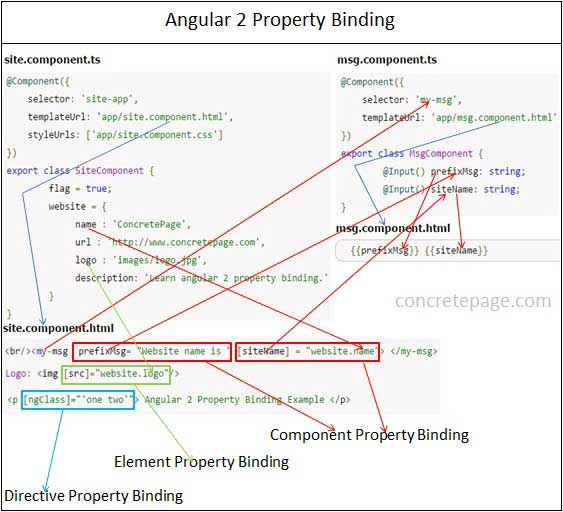 Angular 2 Property Binding
site.component.ts
@Component({
selector: 'site-app',
templateUrl: 'app/site.component.html',
styleUrls: ['app/site.component.css']
})
export class SiteComponent {
flag = true;
website = {
name : 'ConcretePage',
url : 'http://www.concretepage.com',
logo : 'images/logo.jpg',
description: 'Learn angular 2 property binding.'
}
}
msg.component.ts
@Component({
selector: 'my-msg',
templateUrl: 'app/msg.component.html'
})
export class MsgComponent {
@Input() prefixMsg: string;
@Input() siteName: string;
}
msg.component.html
{{prefixMsg}} {{siteName}}
concretepage.com
site.component.html
<br/><my-msg prefixMsg= "Website name is " [siteName] = "website.name"> </my-msg>
Logo: <img [src]="website.logo"/>
<p [ngClass]="'one two'"> Angular 2 Property Binding Example </p>
Component Property Binding
Element Property Binding
Directive Property Binding